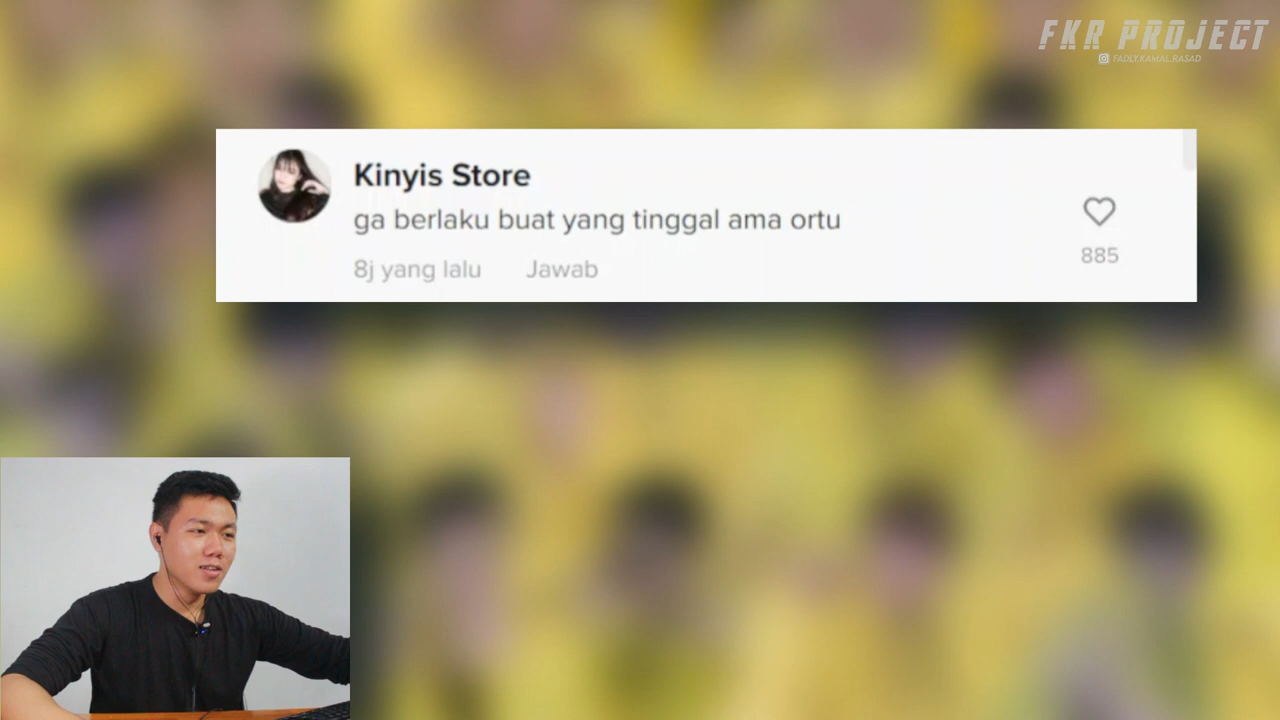 FKR PROJECT
FADLY.KAMAL.RASAD
Kinyis Store
ga berlaku buat yang tinggal ama ortu
885
8j yang lalu Jawab